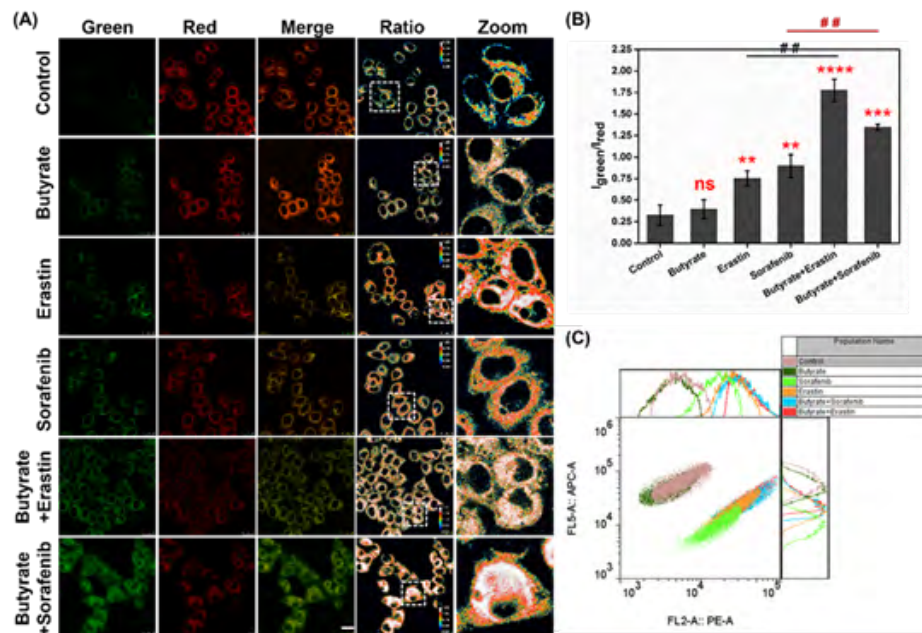 (A)
Green Red Merge Ratio Zoom
Control
Butyrate
Erastin
Sorafenib
Butyrate
+Erastin
Butyrate
+Sorafenib
(B)
##
##
Igreen/Ired
2.25
2.00
1.75
1.50
1.25
1.00
0.75
0.50
0.25
0.00
ns
**
**
****
***
Control
Butyrate
Erastin
Sorafenib
Butyrate+Erastin
Butyrate+Sorafenib
(C)
Population Name
Control
Butyrate
Sorafenib
Erastin
Butyrate+Sorafenib
Butyrate+Erastin
FL5-A:: APC-A
10⁶
10⁵
10⁴
10³
10³ 10⁴ 10⁵
FL2-A:: PE-A